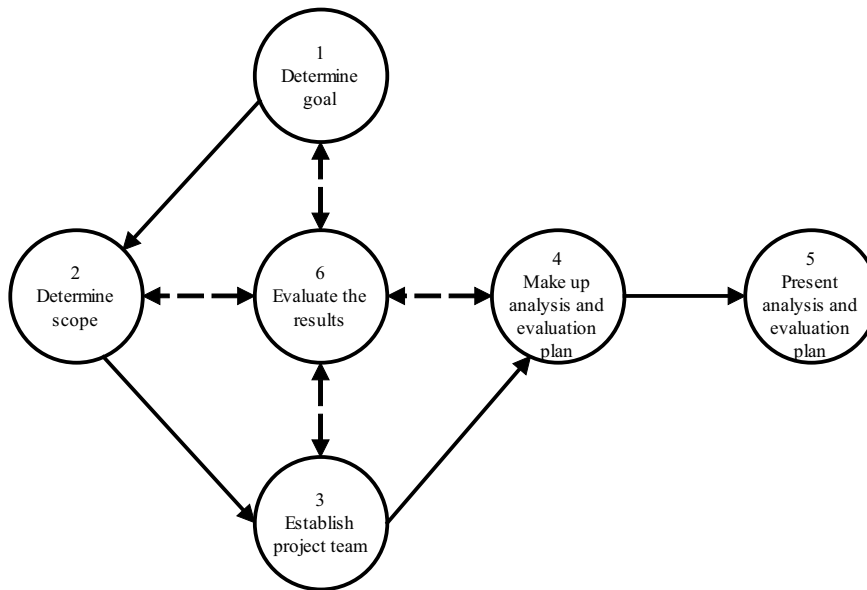 1
Determine
goal
2
Determine
scope
6
Evaluate the
results
4
Make up
analysis and
evaluation
plan
5
Present
analysis and
evaluation
plan
3
Establish
project team